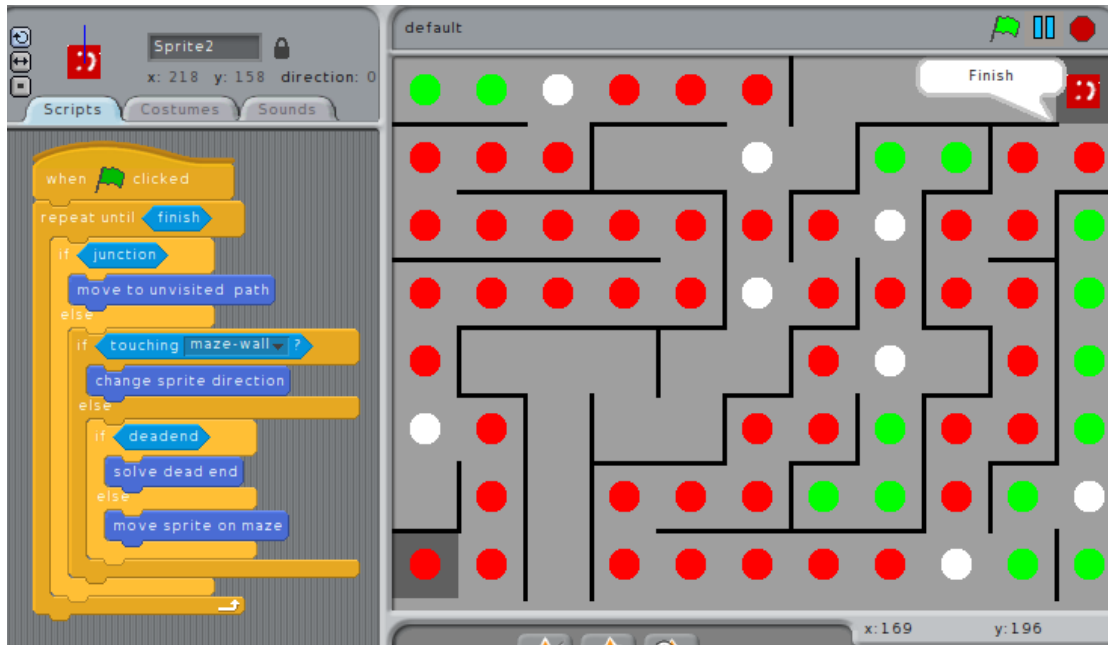 Sprite2
x: 218 y: 158 direction: 0
Scripts Costumes Sounds
when clicked
repeat until finish
if junction
move to unvisited path
else
if touching maze-wall ?
change sprite direction
else
if deadend
solve dead end
else
move sprite on maze
default
Finish
:)
x:169 y:196